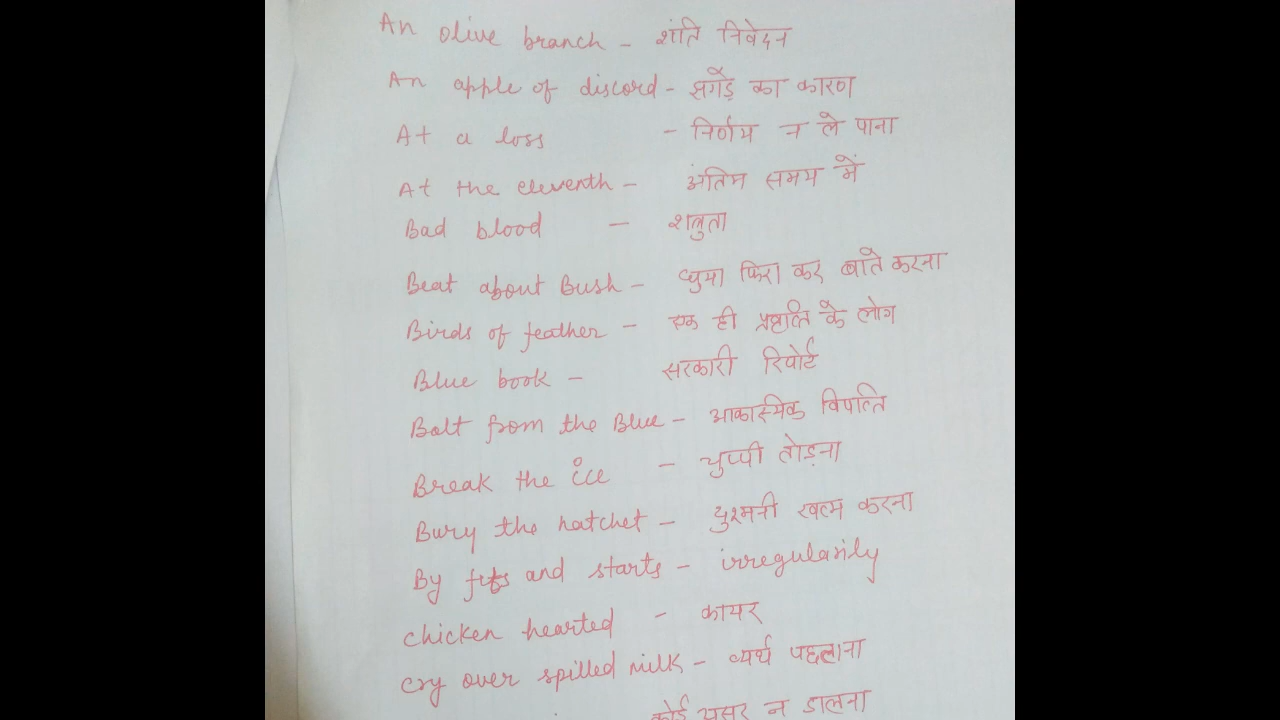 An olive branch - शांति निवेदन
An apple of discord - झगड़े का कारण
At a loss - निर्णय न ले पाना
At the eleventh - अंतिम समय में
Bad blood - शत्रुता
Beat about Bush - घुमा फिरा कर बातें करना
Birds of feather - एक ही प्रवृत्ति के लोग
Blue book - सरकारी रिपोर्ट
Bolt from the Blue - आकास्मिक विपत्ति
Break the ice - चुप्पी तोड़ना
Bury the hatchet - दुश्मनी खत्म करना
By fits and starts - irregularily
chicken hearted - कायर
cry over spilled milk - व्यर्थ पछताना
कोई असर न डालना